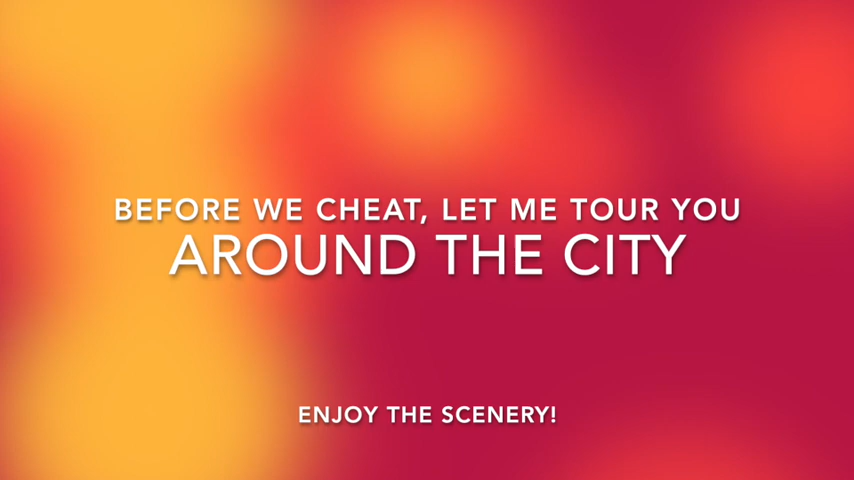 BEFORE WE CHEAT, LET ME TOUR YOU
AROUND THE CITY
ENJOY THE SCENERY!